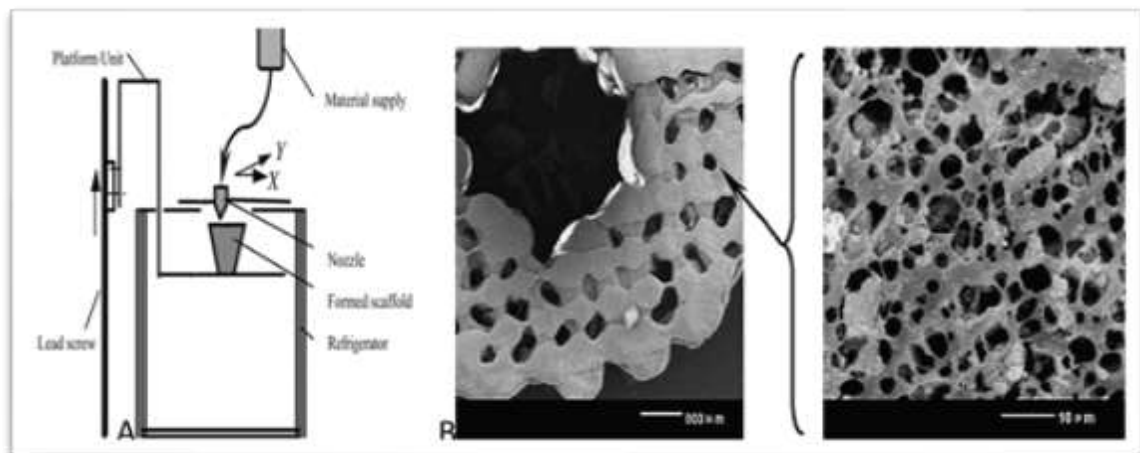 Platform Unit
Material supply
Y
X
Nozzle
Formed scaffold
Lead screw
Refrigerator
A
B